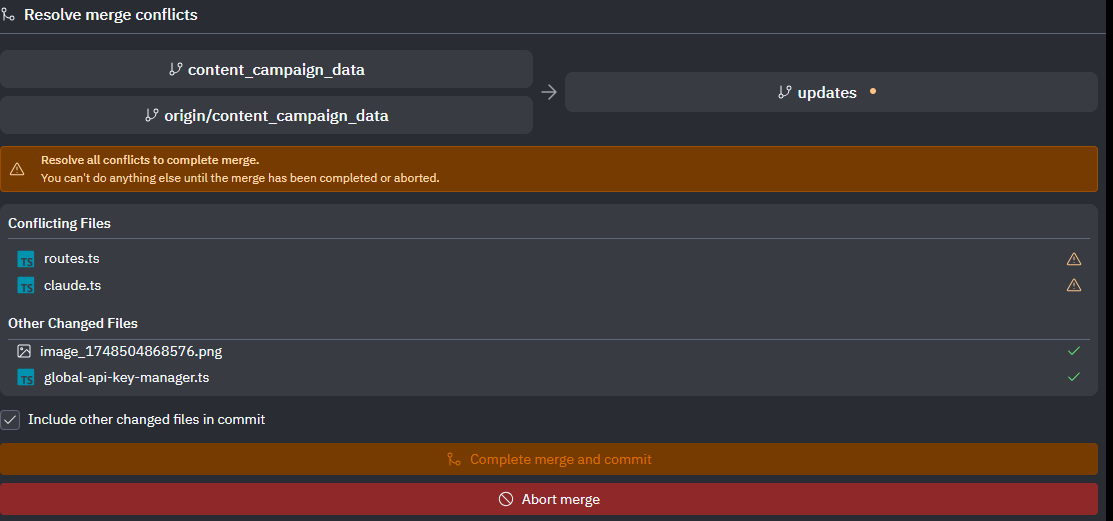 Resolve merge conflicts
content_campaign_data
origin/content_campaign_data
updates
Resolve all conflicts to complete merge.
You can't do anything else until the merge has been completed or aborted.
Conflicting Files
TS routes.ts
TS claude.ts
Other Changed Files
image_1748504868576.png
TS global-api-key-manager.ts
Include other changed files in commit
Complete merge and commit
Abort merge